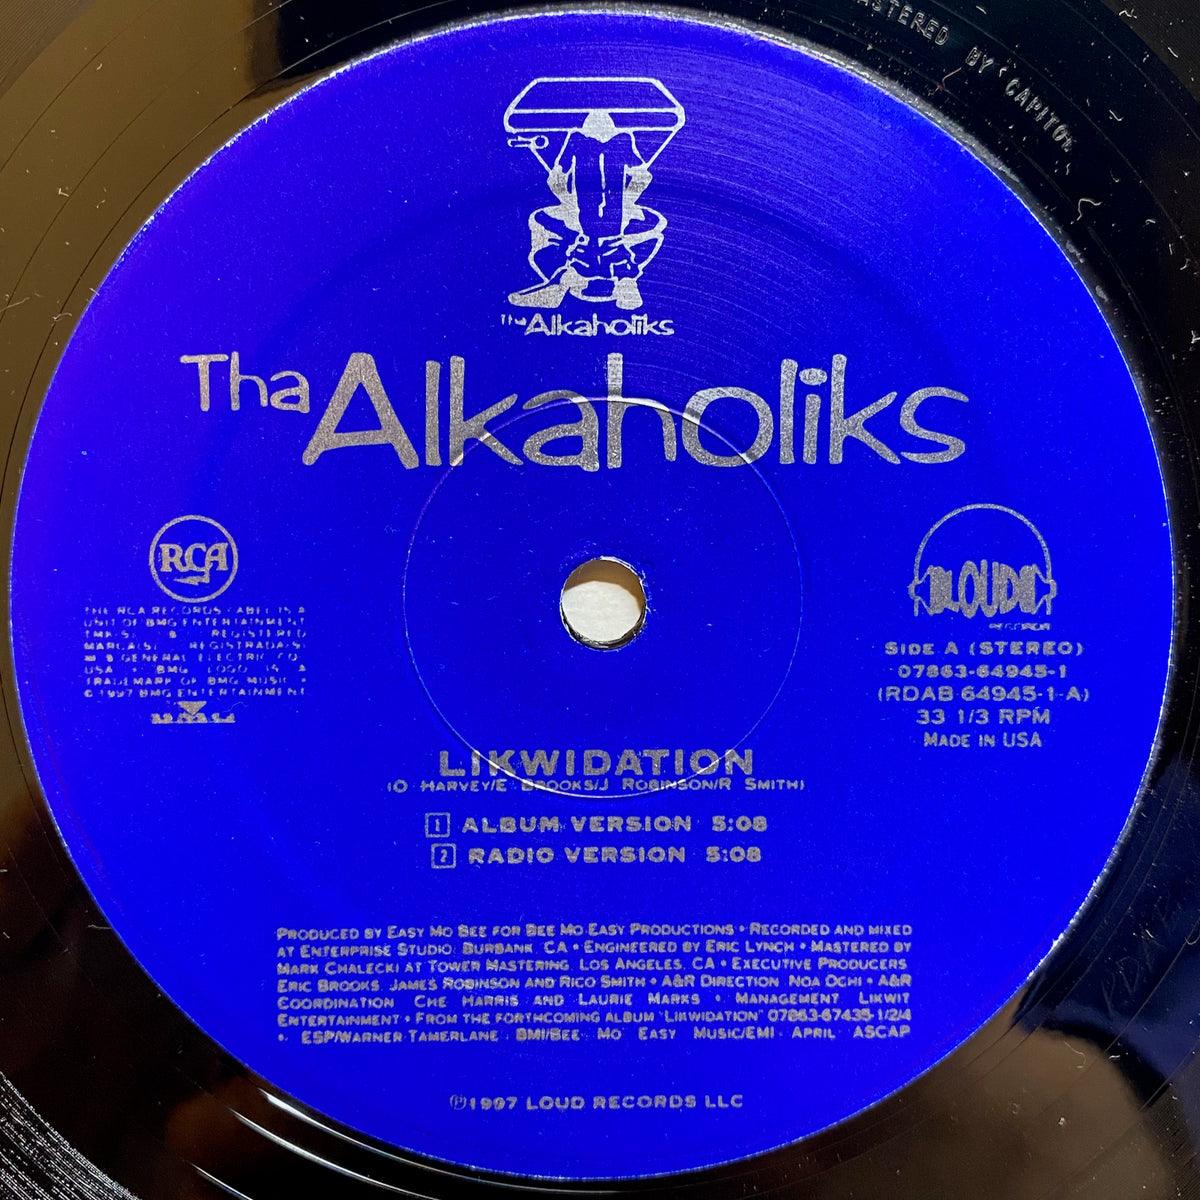 MASTERED BY CAPITOL
Tha Alkaholiks
Tha Alkaholiks
RCA
THE RCA RECORDS LABEL IS A
UNIT OF BMG ENTERTAINMENT
TMK(S) ® REGISTERED
MARCA(S) REGISTRADA(S)
GENERAL ELECTRIC CO.
USA • BMG LOGO IS A
TRADEMARK OF BMG MUSIC •
© 1997 BMG ENTERTAINMENT
BMG
LOUD
RECORDS
SIDE A (STEREO)
07863-64945-1
(RDAB-64945-1-A)
33 1/3 RPM
MADE IN USA
LIKWIDATION
(O HARVEY/E BROOKS/J ROBINSON/R SMITH)
1 ALBUM VERSION 5:08
2 RADIO VERSION 5:08
PRODUCED BY EASY MO BEE FOR BEE MO EASY PRODUCTIONS • RECORDED AND MIXED
AT ENTERPRISE STUDIO, BURBANK, CA • ENGINEERED BY ERIC LYNCH • MASTERED BY
MARK CHALECKI AT TOWER MASTERING, LOS ANGELES, CA • EXECUTIVE PRODUCERS
ERIC BROOKS, JAMES ROBINSON AND RICO SMITH • A&R DIRECTION NOA OCHI • A&R
COORDINATION CHE HARRIS AND LAURIE MARKS • MANAGEMENT LIKWIT
ENTERTAINMENT • FROM THE FORTHCOMING ALBUM "LIKWIDATION" 07863-67435-1/2/4
• ESP/WARNER-TAMERLANE BMI/BEE MO EASY MUSIC/EMI APRIL ASCAP
℗1997 LOUD RECORDS LLC